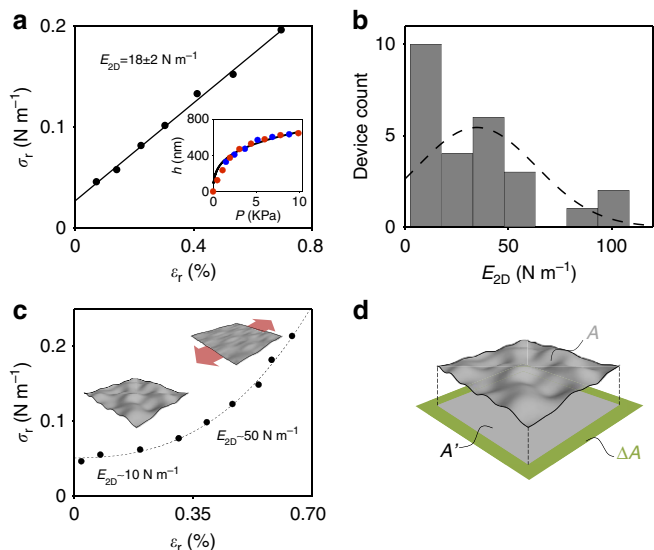 a
0.2
0.1
0
σr (N m–1)
E2D=18±2 N m–1
800
400
0
h (nm)
0
5
10
P (KPa)
0
0.4
0.8
εr (%)
b
10
5
0
Device count
0
50
100
E2D (N m–1)
c
0.2
0.1
0
σr (N m–1)
E2D~10 N m–1
E2D~50 N m–1
0
0.35
0.70
εr (%)
d
A
A'
ΔA